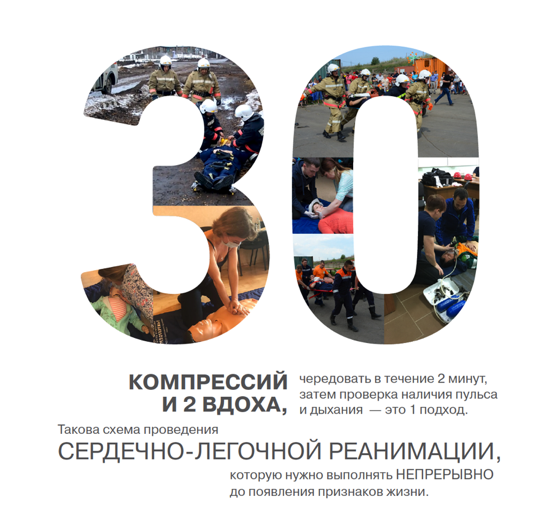 30
КОМПРЕССИЙ
И 2 ВДОХА,
чередовать в течение 2 минут,
затем проверка наличия пульса
и дыхания — это 1 подход.
Такова схема проведения
СЕРДЕЧНО-ЛЕГОЧНОЙ РЕАНИМАЦИИ,
которую нужно выполнять НЕПРЕРЫВНО
до появления признаков жизни.